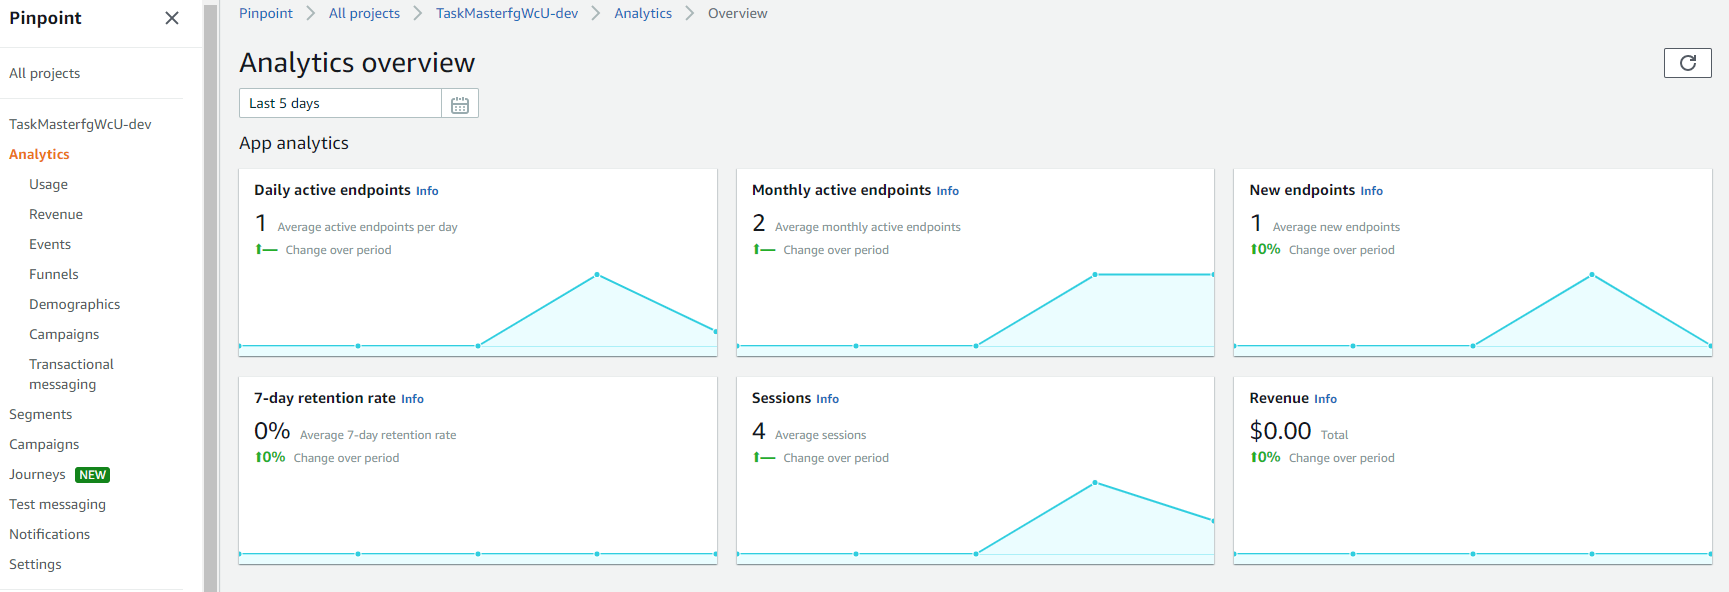 Pinpoint
All projects
TaskMasterfgWcU-dev
Analytics
Usage
Revenue
Events
Funnels
Demographics
Campaigns
Transactional
messaging
Segments
Campaigns
Journeys NEW
Test messaging
Notifications
Settings
Pinpoint All projects TaskMasterfgWcU-dev Analytics Overview
Analytics overview
Last 5 days
App analytics
Daily active endpoints Info
1 Average active endpoints per day
— Change over period
Monthly active endpoints Info
2 Average monthly active endpoints
— Change over period
New endpoints Info
1 Average new endpoints
0% Change over period
7-day retention rate Info
0% Average 7-day retention rate
0% Change over period
Sessions Info
4 Average sessions
— Change over period
Revenue Info
$0.00 Total
0% Change over period